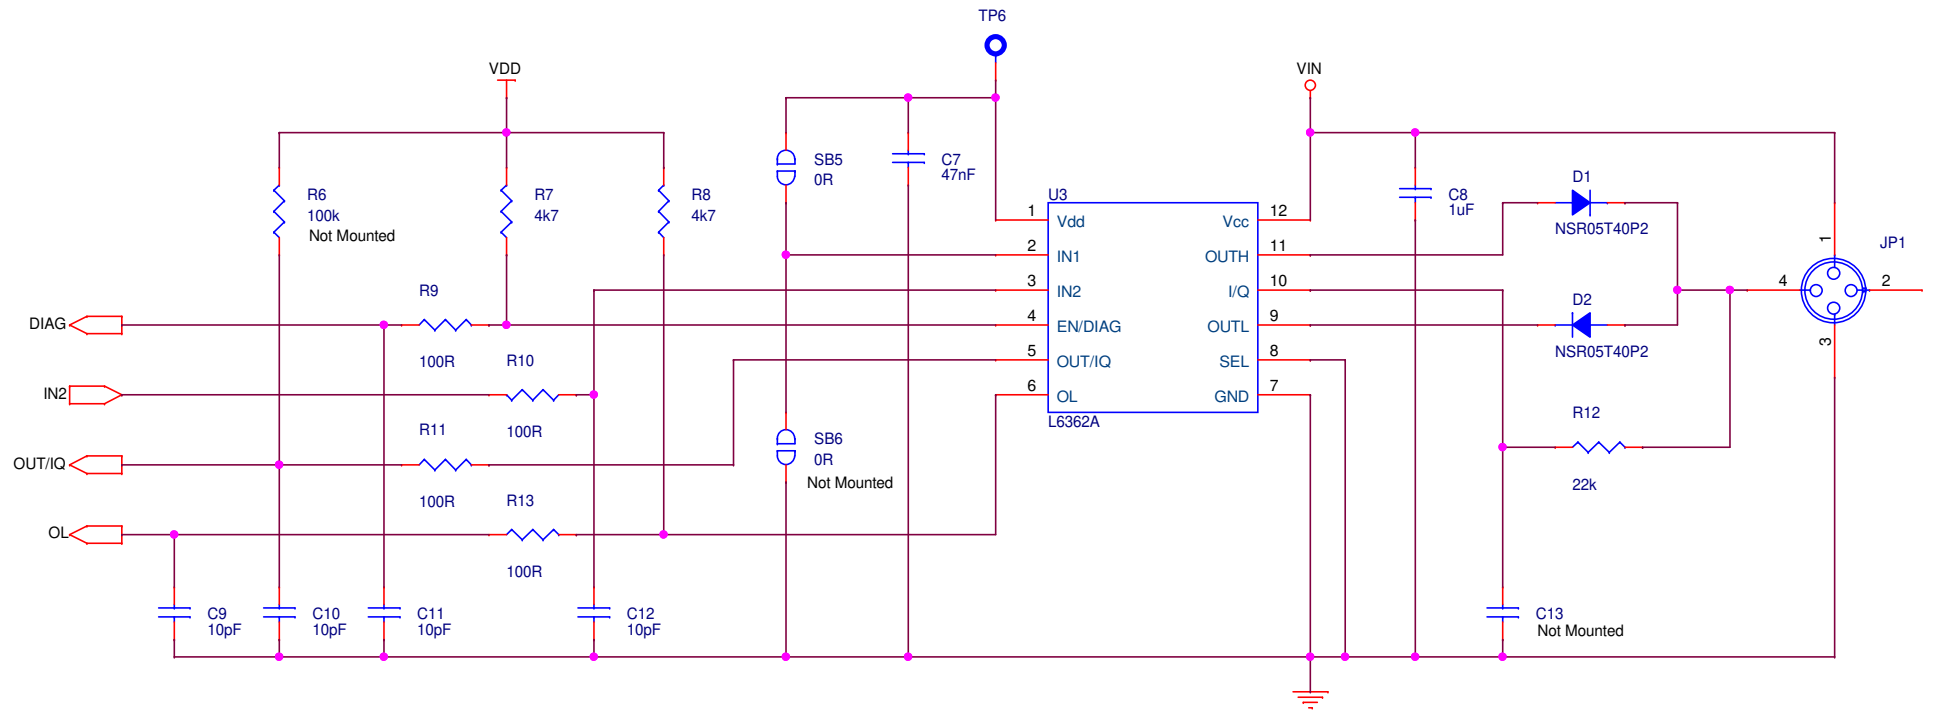 TP6
VDD
VIN
SB5
0R
C7
47nF
R6
100k
Not Mounted
R7
4k7
R8
4k7
U3
1
Vdd
2
IN1
3
IN2
4
EN/DIAG
5
OUT/IQ
6
OL
12
Vcc
11
OUTH
10
I/Q
9
OUTL
8
SEL
7
GND
L6362A
C8
1uF
D1
NSR05T40P2
D2
NSR05T40P2
JP1
1
4
2
3
R9
100R
DIAG
R10
100R
IN2
R11
100R
OUT/IQ
R13
100R
OL
SB6
0R
Not Mounted
R12
22k
C9
10pF
C10
10pF
C11
10pF
C12
10pF
C13
Not Mounted